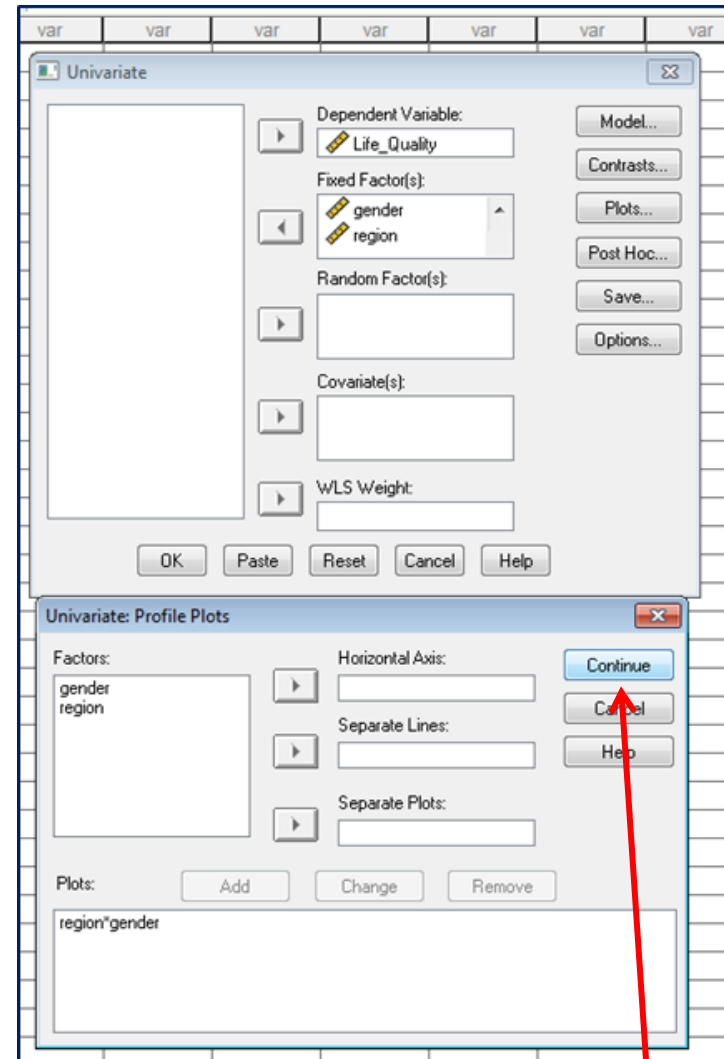 var var var var var var var
Univariate
Dependent Variable:
Life_Quality
Fixed Factor(s):
gender
region
Random Factor(s):
Covariate(s):
WLS Weight:
Model...
Contrasts...
Plots...
Post Hoc...
Save...
Options...
OK Paste Reset Cancel Help
Univariate: Profile Plots
Factors:
gender
region
Horizontal Axis:
Separate Lines:
Separate Plots:
Continue
Cancel
Help
Plots:
Add Change Remove
region*gender